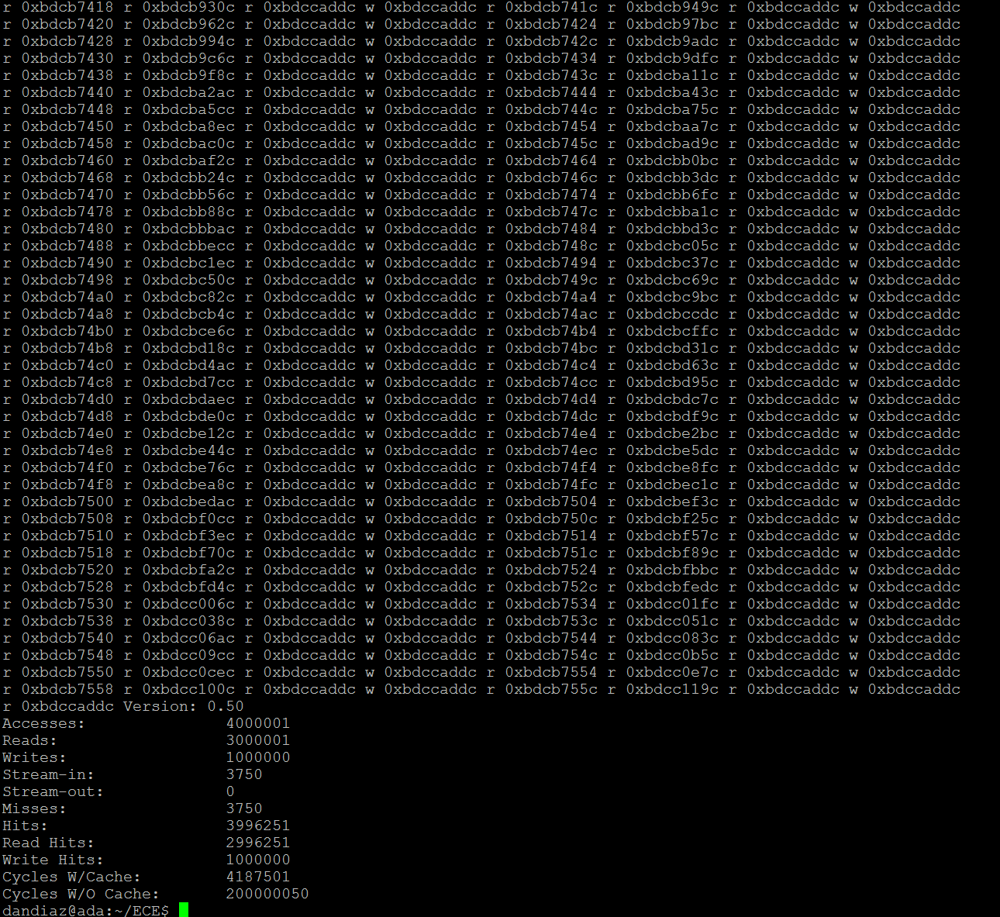 r 0xbdcb7418 r 0xbdcb930c r 0xbdccaddc w 0xbdccaddc r 0xbdcb741c r 0xbdcb949c r 0xbdccaddc w 0xbdccaddc
r 0xbdcb7420 r 0xbdcb962c r 0xbdccaddc w 0xbdccaddc r 0xbdcb7424 r 0xbdcb97bc r 0xbdccaddc w 0xbdccaddc
r 0xbdcb7428 r 0xbdcb994c r 0xbdccaddc w 0xbdccaddc r 0xbdcb742c r 0xbdcb9adc r 0xbdccaddc w 0xbdccaddc
r 0xbdcb7430 r 0xbdcb9c6c r 0xbdccaddc w 0xbdccaddc r 0xbdcb7434 r 0xbdcb9dfc r 0xbdccaddc w 0xbdccaddc
r 0xbdcb7438 r 0xbdcb9f8c r 0xbdccaddc w 0xbdccaddc r 0xbdcb743c r 0xbdcba11c r 0xbdccaddc w 0xbdccaddc
r 0xbdcb7440 r 0xbdcba2ac r 0xbdccaddc w 0xbdccaddc r 0xbdcb7444 r 0xbdcba43c r 0xbdccaddc w 0xbdccaddc
r 0xbdcb7448 r 0xbdcba5cc r 0xbdccaddc w 0xbdccaddc r 0xbdcb744c r 0xbdcba75c r 0xbdccaddc w 0xbdccaddc
r 0xbdcb7450 r 0xbdcba8ec r 0xbdccaddc w 0xbdccaddc r 0xbdcb7454 r 0xbdcbaa7c r 0xbdccaddc w 0xbdccaddc
r 0xbdcb7458 r 0xbdcbac0c r 0xbdccaddc w 0xbdccaddc r 0xbdcb745c r 0xbdcbad9c r 0xbdccaddc w 0xbdccaddc
r 0xbdcb7460 r 0xbdcbaf2c r 0xbdccaddc w 0xbdccaddc r 0xbdcb7464 r 0xbdcbb0bc r 0xbdccaddc w 0xbdccaddc
r 0xbdcb7468 r 0xbdcbb24c r 0xbdccaddc w 0xbdccaddc r 0xbdcb746c r 0xbdcbb3dc r 0xbdccaddc w 0xbdccaddc
r 0xbdcb7470 r 0xbdcbb56c r 0xbdccaddc w 0xbdccaddc r 0xbdcb7474 r 0xbdcbb6fc r 0xbdccaddc w 0xbdccaddc
r 0xbdcb7478 r 0xbdcbb88c r 0xbdccaddc w 0xbdccaddc r 0xbdcb747c r 0xbdcbba1c r 0xbdccaddc w 0xbdccaddc
r 0xbdcb7480 r 0xbdcbbbac r 0xbdccaddc w 0xbdccaddc r 0xbdcb7484 r 0xbdcbbd3c r 0xbdccaddc w 0xbdccaddc
r 0xbdcb7488 r 0xbdcbbecc r 0xbdccaddc w 0xbdccaddc r 0xbdcb748c r 0xbdcbc05c r 0xbdccaddc w 0xbdccaddc
r 0xbdcb7490 r 0xbdcbc1ec r 0xbdccaddc w 0xbdccaddc r 0xbdcb7494 r 0xbdcbc37c r 0xbdccaddc w 0xbdccaddc
r 0xbdcb7498 r 0xbdcbc50c r 0xbdccaddc w 0xbdccaddc r 0xbdcb749c r 0xbdcbc69c r 0xbdccaddc w 0xbdccaddc
r 0xbdcb74a0 r 0xbdcbc82c r 0xbdccaddc w 0xbdccaddc r 0xbdcb74a4 r 0xbdcbc9bc r 0xbdccaddc w 0xbdccaddc
r 0xbdcb74a8 r 0xbdcbcb4c r 0xbdccaddc w 0xbdccaddc r 0xbdcb74ac r 0xbdcbccdc r 0xbdccaddc w 0xbdccaddc
r 0xbdcb74b0 r 0xbdcbce6c r 0xbdccaddc w 0xbdccaddc r 0xbdcb74b4 r 0xbdcbcffc r 0xbdccaddc w 0xbdccaddc
r 0xbdcb74b8 r 0xbdcbd18c r 0xbdccaddc w 0xbdccaddc r 0xbdcb74bc r 0xbdcbd31c r 0xbdccaddc w 0xbdccaddc
r 0xbdcb74c0 r 0xbdcbd4ac r 0xbdccaddc w 0xbdccaddc r 0xbdcb74c4 r 0xbdcbd63c r 0xbdccaddc w 0xbdccaddc
r 0xbdcb74c8 r 0xbdcbd7cc r 0xbdccaddc w 0xbdccaddc r 0xbdcb74cc r 0xbdcbd95c r 0xbdccaddc w 0xbdccaddc
r 0xbdcb74d0 r 0xbdcbdaec r 0xbdccaddc w 0xbdccaddc r 0xbdcb74d4 r 0xbdcbdc7c r 0xbdccaddc w 0xbdccaddc
r 0xbdcb74d8 r 0xbdcbde0c r 0xbdccaddc w 0xbdccaddc r 0xbdcb74dc r 0xbdcbdf9c r 0xbdccaddc w 0xbdccaddc
r 0xbdcb74e0 r 0xbdcbe12c r 0xbdccaddc w 0xbdccaddc r 0xbdcb74e4 r 0xbdcbe2bc r 0xbdccaddc w 0xbdccaddc
r 0xbdcb74e8 r 0xbdcbe44c r 0xbdccaddc w 0xbdccaddc r 0xbdcb74ec r 0xbdcbe5dc r 0xbdccaddc w 0xbdccaddc
r 0xbdcb74f0 r 0xbdcbe76c r 0xbdccaddc w 0xbdccaddc r 0xbdcb74f4 r 0xbdcbe8fc r 0xbdccaddc w 0xbdccaddc
r 0xbdcb74f8 r 0xbdcbea8c r 0xbdccaddc w 0xbdccaddc r 0xbdcb74fc r 0xbdcbec1c r 0xbdccaddc w 0xbdccaddc
r 0xbdcb7500 r 0xbdcbedac r 0xbdccaddc w 0xbdccaddc r 0xbdcb7504 r 0xbdcbef3c r 0xbdccaddc w 0xbdccaddc
r 0xbdcb7508 r 0xbdcbf0cc r 0xbdccaddc w 0xbdccaddc r 0xbdcb750c r 0xbdcbf25c r 0xbdccaddc w 0xbdccaddc
r 0xbdcb7510 r 0xbdcbf3ec r 0xbdccaddc w 0xbdccaddc r 0xbdcb7514 r 0xbdcbf57c r 0xbdccaddc w 0xbdccaddc
r 0xbdcb7518 r 0xbdcbf70c r 0xbdccaddc w 0xbdccaddc r 0xbdcb751c r 0xbdcbf89c r 0xbdccaddc w 0xbdccaddc
r 0xbdcb7520 r 0xbdcbfa2c r 0xbdccaddc w 0xbdccaddc r 0xbdcb7524 r 0xbdcbfbbc r 0xbdccaddc w 0xbdccaddc
r 0xbdcb7528 r 0xbdcbfd4c r 0xbdccaddc w 0xbdccaddc r 0xbdcb752c r 0xbdcbfedc r 0xbdccaddc w 0xbdccaddc
r 0xbdcb7530 r 0xbdcc006c r 0xbdccaddc w 0xbdccaddc r 0xbdcb7534 r 0xbdcc01fc r 0xbdccaddc w 0xbdccaddc
r 0xbdcb7538 r 0xbdcc038c r 0xbdccaddc w 0xbdccaddc r 0xbdcb753c r 0xbdcc051c r 0xbdccaddc w 0xbdccaddc
r 0xbdcb7540 r 0xbdcc06ac r 0xbdccaddc w 0xbdccaddc r 0xbdcb7544 r 0xbdcc083c r 0xbdccaddc w 0xbdccaddc
r 0xbdcb7548 r 0xbdcc09cc r 0xbdccaddc w 0xbdccaddc r 0xbdcb754c r 0xbdcc0b5c r 0xbdccaddc w 0xbdccaddc
r 0xbdcb7550 r 0xbdcc0cec r 0xbdccaddc w 0xbdccaddc r 0xbdcb7554 r 0xbdcc0e7c r 0xbdccaddc w 0xbdccaddc
r 0xbdcb7558 r 0xbdcc100c r 0xbdccaddc w 0xbdccaddc r 0xbdcb755c r 0xbdcc119c r 0xbdccaddc w 0xbdccaddc
r 0xbdccaddc Version: 0.50
Accesses: 4000001
Reads: 3000001
Writes: 1000000
Stream-in: 3750
Stream-out: 0
Misses: 3750
Hits: 3996251
Read Hits: 2996251
Write Hits: 1000000
Cycles W/Cache: 4187501
Cycles W/O Cache: 200000050
dandiaz@ada:~/ECE$